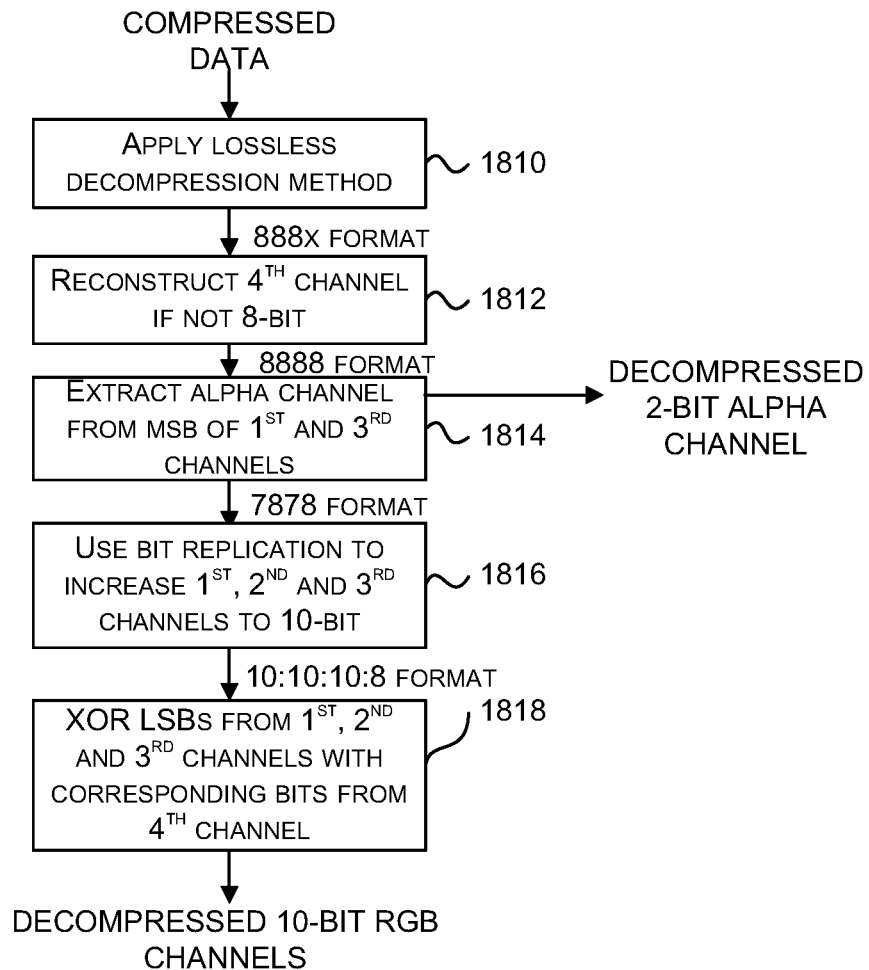 COMPRESSED
DATA
APPLY LOSSLESS
DECOMPRESSION METHOD
1810
888X FORMAT
RECONSTRUCT 4TH CHANNEL
IF NOT 8-BIT
1812
8888 FORMAT
EXTRACT ALPHA CHANNEL
FROM MSB OF 1ST AND 3RD
CHANNELS
1814
DECOMPRESSED
2-BIT ALPHA
CHANNEL
7878 FORMAT
USE BIT REPLICATION TO
INCREASE 1ST, 2ND AND 3RD
CHANNELS TO 10-BIT
1816
10:10:10:8 FORMAT
XOR LSBS FROM 1ST, 2ND
AND 3RD CHANNELS WITH
CORRESPONDING BITS FROM
4TH CHANNEL
1818
DECOMPRESSED 10-BIT RGB
CHANNELS